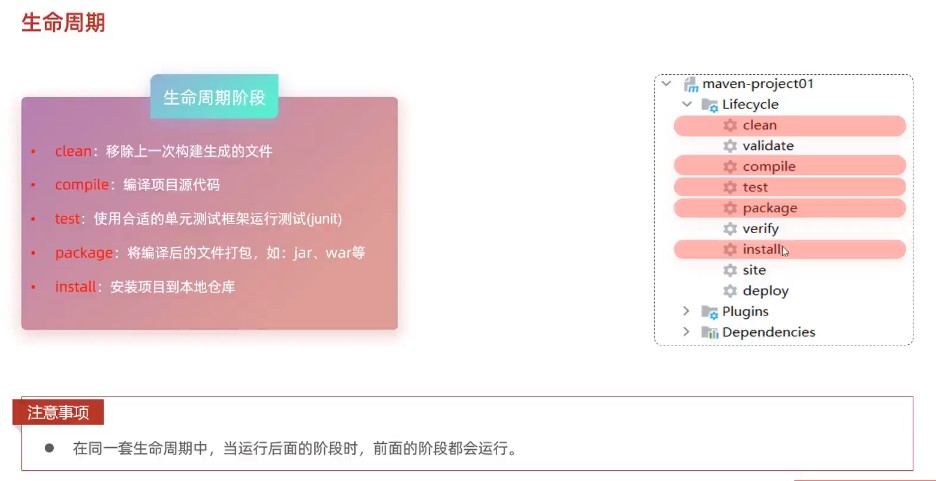 生命周期
生命周期阶段
• clean：移除上一次构建生成的文件
• compile：编译项目源代码
• test：使用合适的单元测试框架运行测试(junit)
• package：将编译后的文件打包，如：jar、war等
• install：安装项目到本地仓库
maven-project01
Lifecycle
clean
validate
compile
test
package
verify
install
site
deploy
Plugins
Dependencies
注意事项
● 在同一套生命周期中，当运行后面的阶段时，前面的阶段都会运行。